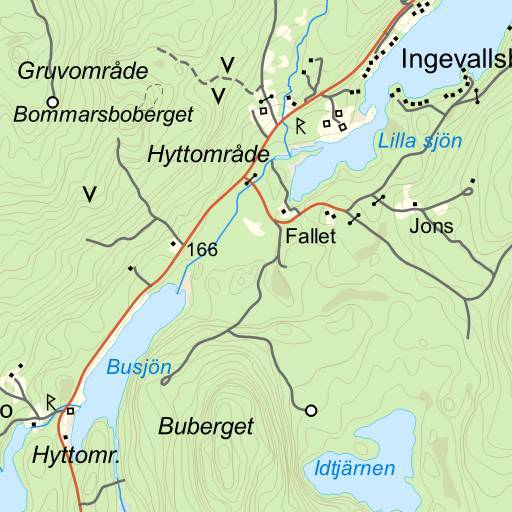 Ingevallsb
Gruvområde
Bommarsboberget
Lilla sjön
Hyttområde
Jons
Fallet
166
Busjön
o
Buberget
Hyttomr.
Idtjärnen